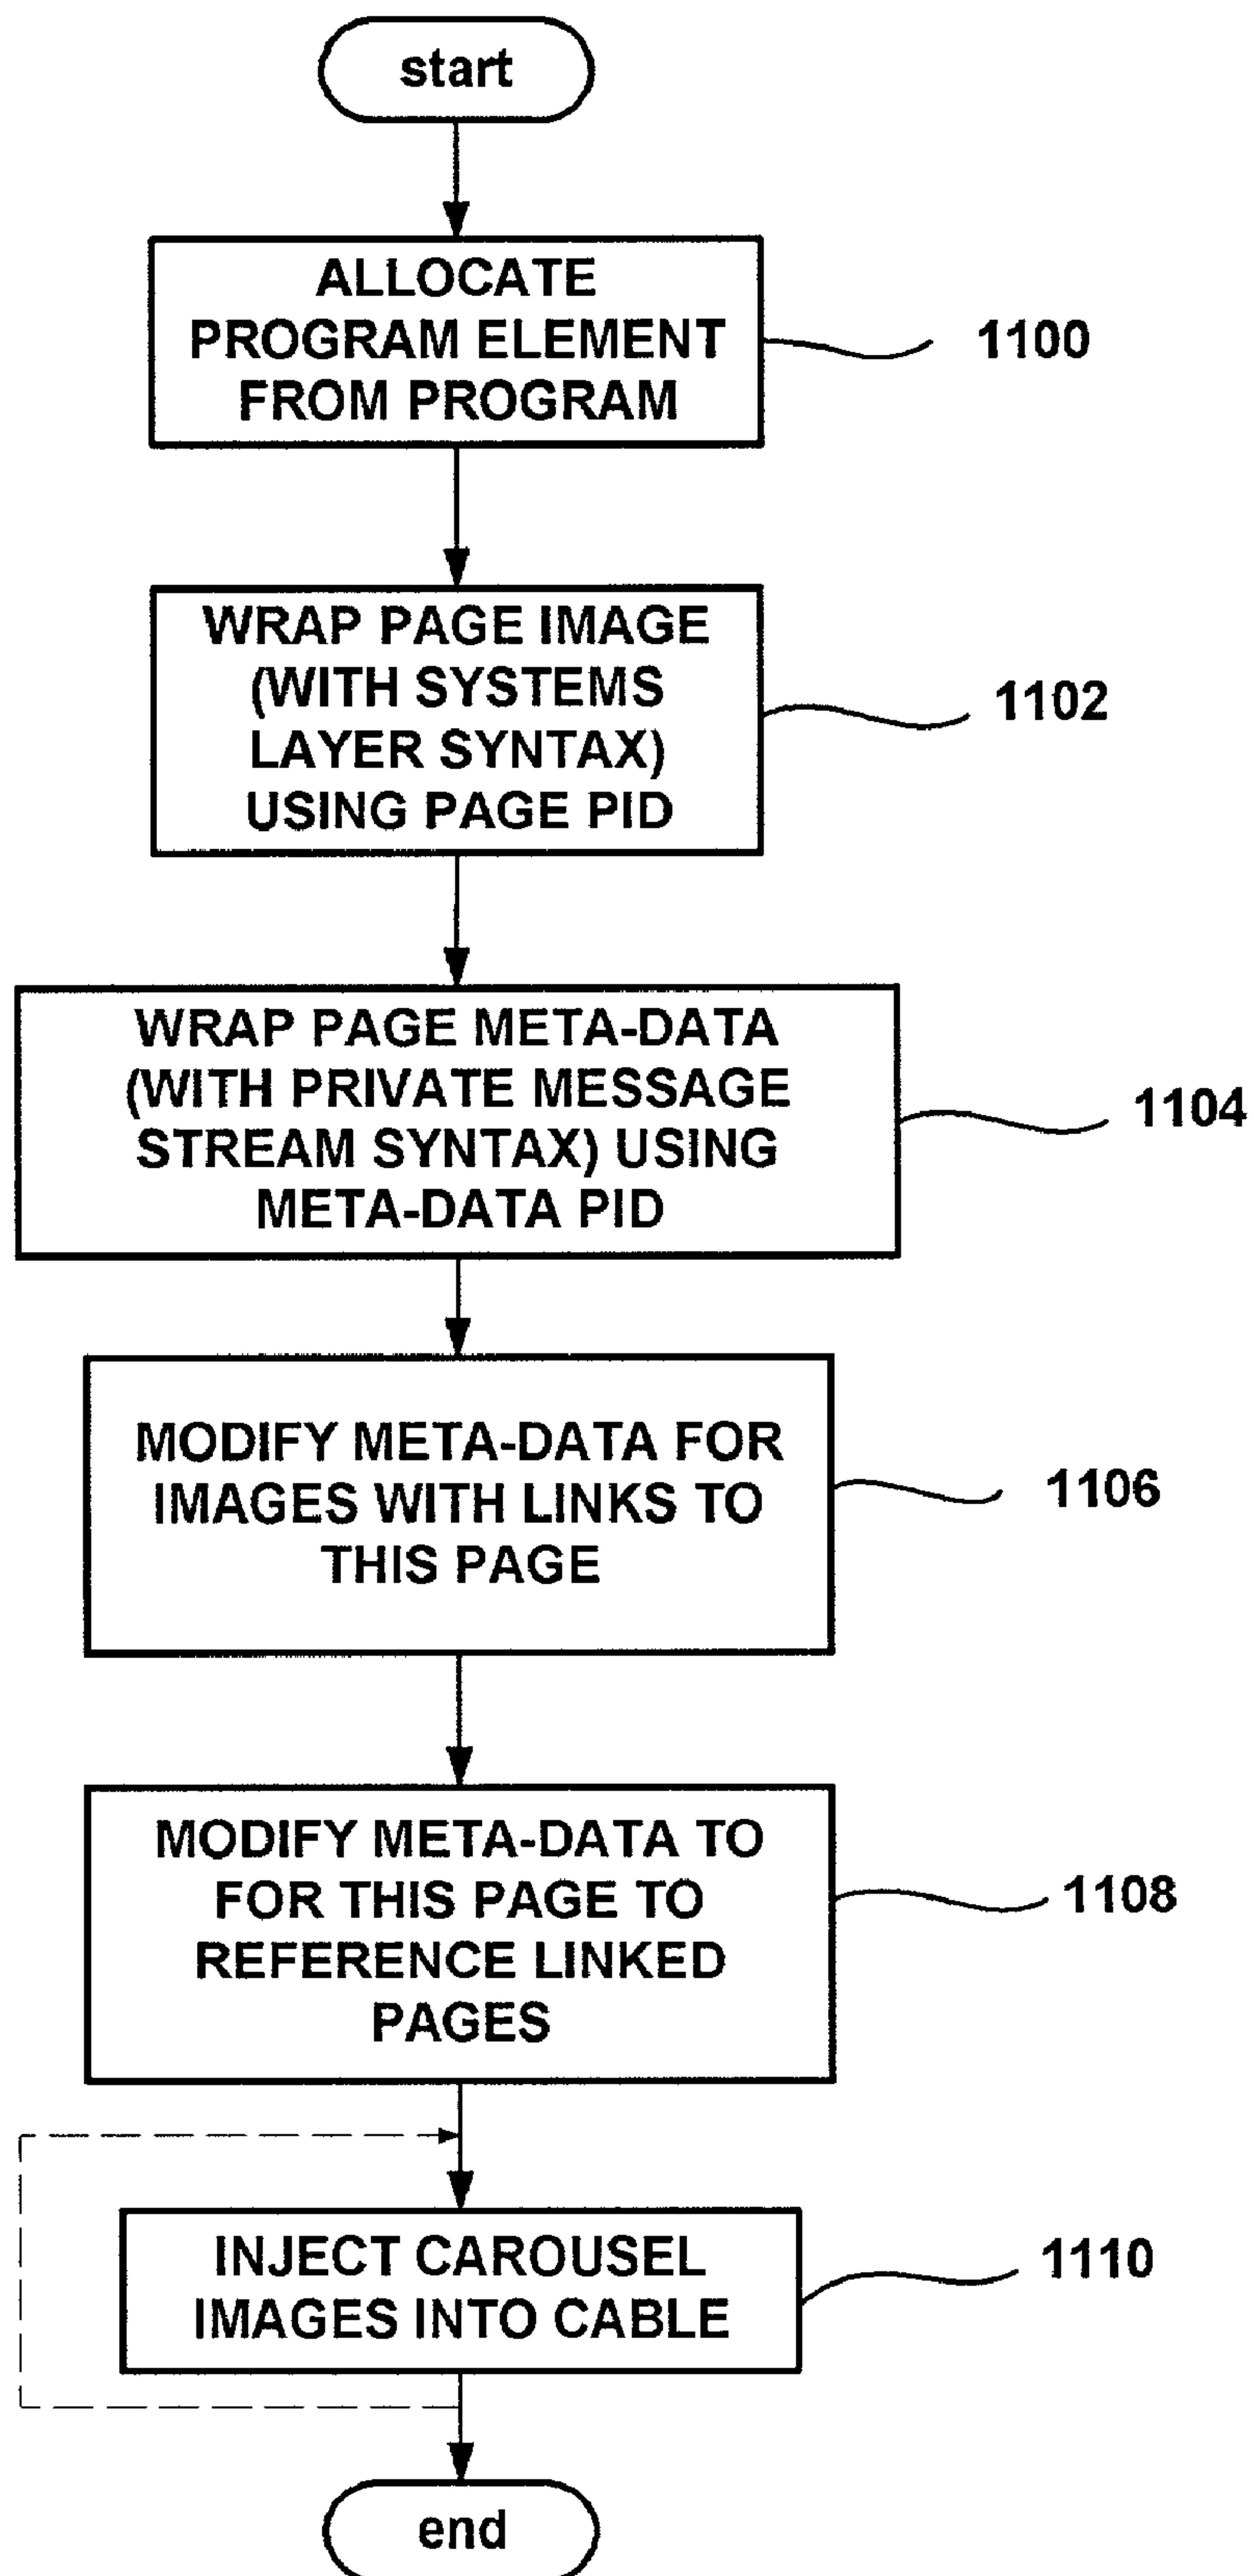 start
ALLOCATE
PROGRAM ELEMENT
FROM PROGRAM
1100
WRAP PAGE IMAGE
(WITH SYSTEMS
LAYER SYNTAX)
USING PAGE PID
1102
WRAP PAGE META-DATA
(WITH PRIVATE MESSAGE
STREAM SYNTAX) USING
META-DATA PID
1104
MODIFY META-DATA FOR
IMAGES WITH LINKS TO
THIS PAGE
1106
MODIFY META-DATA TO
FOR THIS PAGE TO
REFERENCE LINKED
PAGES
1108
INJECT CAROUSEL
IMAGES INTO CABLE
1110
end